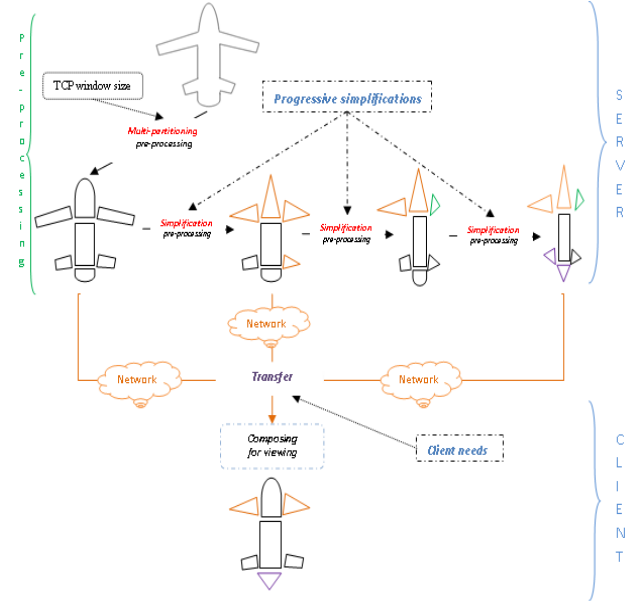 Pre-processing
TCP window size
Progressive simplifications
SERVER
Multi-partitioning
pre-processing
Simplification
pre-processing
Simplification
pre-processing
Simplification
pre-processing
Network
Network
Transfer
Network
Composing
for viewing
Client needs
CLIENT